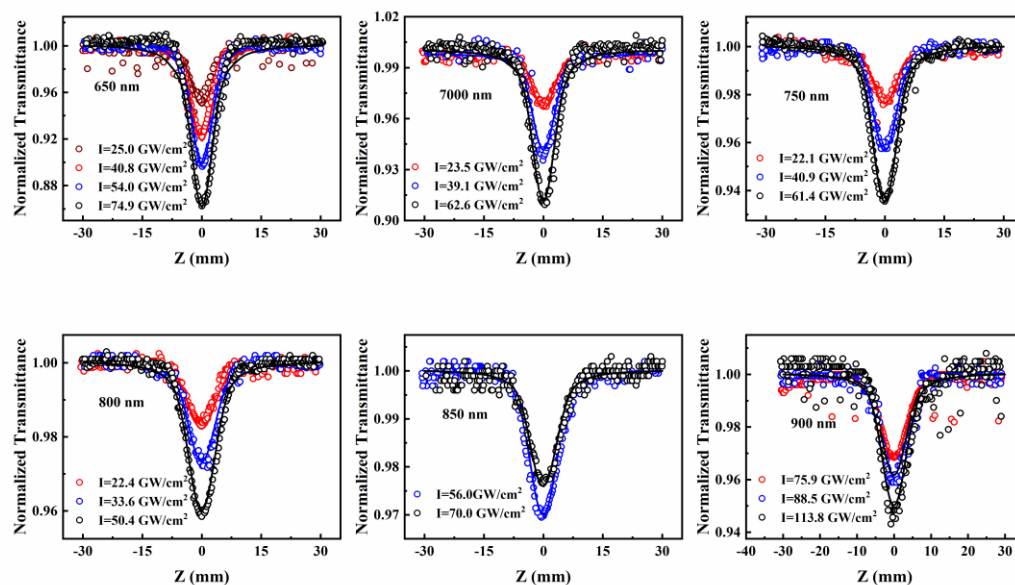 Normalized Transmittance
1.00
0.96
0.92
0.88
650 nm
I=25.0 GW/cm²
I=40.8 GW/cm²
I=54.0 GW/cm²
I=74.9 GW/cm²
-30 -15 0 15 30
Z (mm)
Normalized Transmittance
1.02
0.99
0.96
0.93
0.90
7000 nm
I=23.5 GW/cm²
I=39.1 GW/cm²
I=62.6 GW/cm²
-30 -15 0 15 30
Z (mm)
Normalized Transmittance
1.00
0.98
0.96
0.94
750 nm
I=22.1 GW/cm²
I=40.9 GW/cm²
I=61.4 GW/cm²
-30 -15 0 15 30
Z (mm)
Normalized Transmittance
1.00
0.98
0.96
800 nm
I=22.4 GW/cm²
I=33.6 GW/cm²
I=50.4 GW/cm²
-30 -15 0 15 30
Z (mm)
Normalized Transmittance
1.00
0.99
0.98
0.97
850 nm
I=56.0GW/cm²
I=70.0 GW/cm²
-30 -15 0 15 30
Z (mm)
Normalized Transmittance
1.00
0.98
0.96
0.94
900 nm
I=75.9 GW/cm²
I=88.5 GW/cm²
I=113.8 GW/cm²
-40 -30 -20 -10 0 10 20 30
Z (mm)